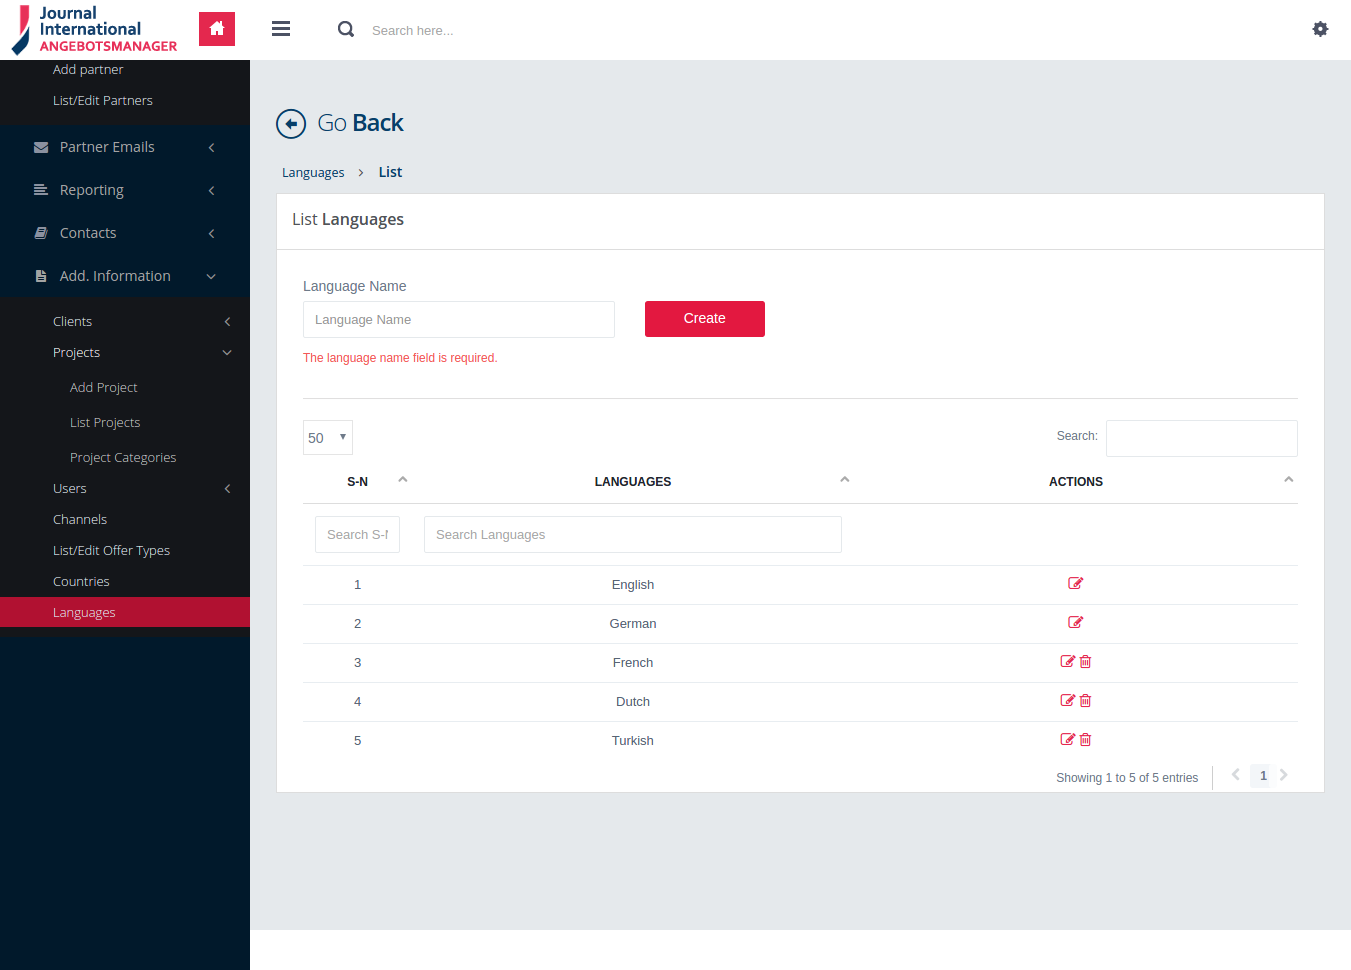 Journal
International
ANGEBOTSMANAGER
Search here...
Add partner
List/Edit Partners
Partner Emails
Reporting
Contacts
Add. Information
Clients
Projects
Add Project
List Projects
Project Categories
Users
Channels
List/Edit Offer Types
Countries
Languages
Go Back
Languages > List
List Languages
Language Name
Language Name
Create
The language name field is required.
50
Search:
S-N LANGUAGES ACTIONS
Search S-N Search Languages
1 English
2 German
3 French
4 Dutch
5 Turkish
Showing 1 to 5 of 5 entries
1